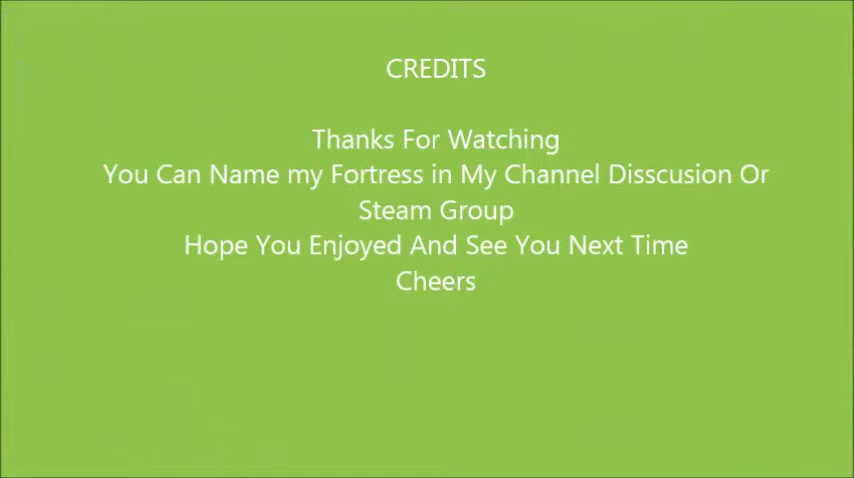 CREDITS
Thanks For Watching
You Can Name my Fortress in My Channel Disscusion Or
Steam Group
Hope You Enjoyed And See You Next Time
Cheers